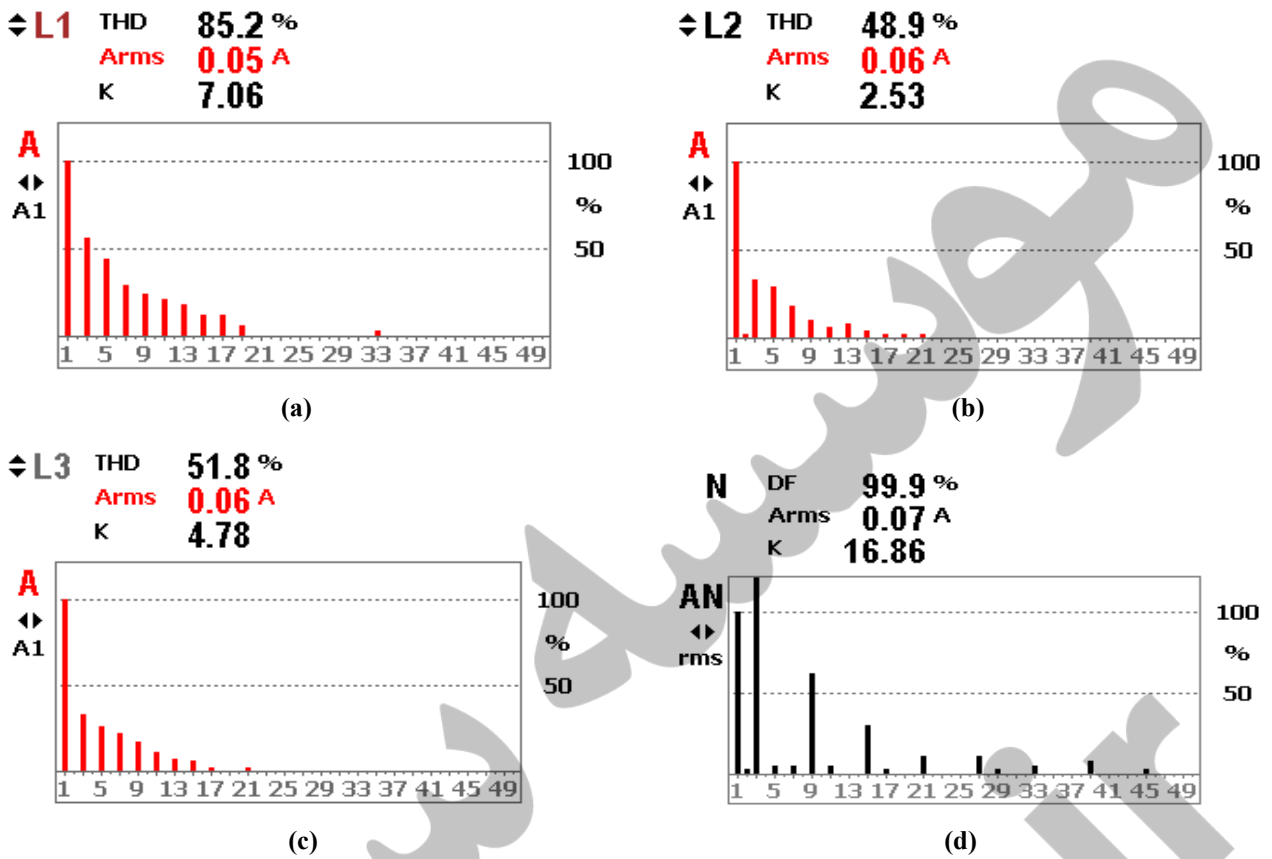 L1 THD 85.2 %
Arms 0.05 A
K 7.06
A
A1
100
%
50
1 5 9 13 17 21 25 29 33 37 41 45 49
(a)
L2 THD 48.9 %
Arms 0.06 A
K 2.53
A
A1
100
%
50
1 5 9 13 17 21 25 29 33 37 41 45 49
(b)
L3 THD 51.8 %
Arms 0.06 A
K 4.78
A
A1
100
%
50
1 5 9 13 17 21 25 29 33 37 41 45 49
(c)
N DF 99.9 %
Arms 0.07 A
K 16.86
AN
rms
100
%
50
1 5 9 13 17 21 25 29 33 37 41 45 49
(d)